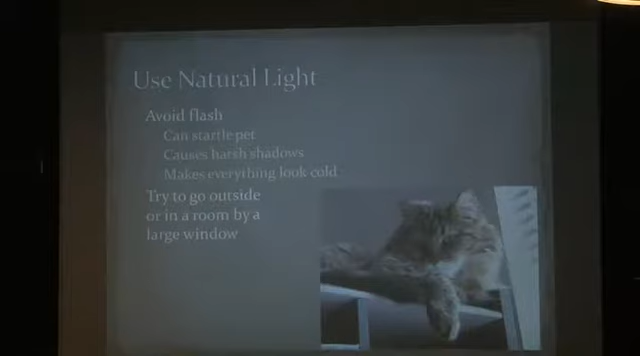 Use Natural Light
Avoid flash
Can startle pet
Causes harsh shadows
Makes everything look cold
Try to go outside
or in a room by a
large window